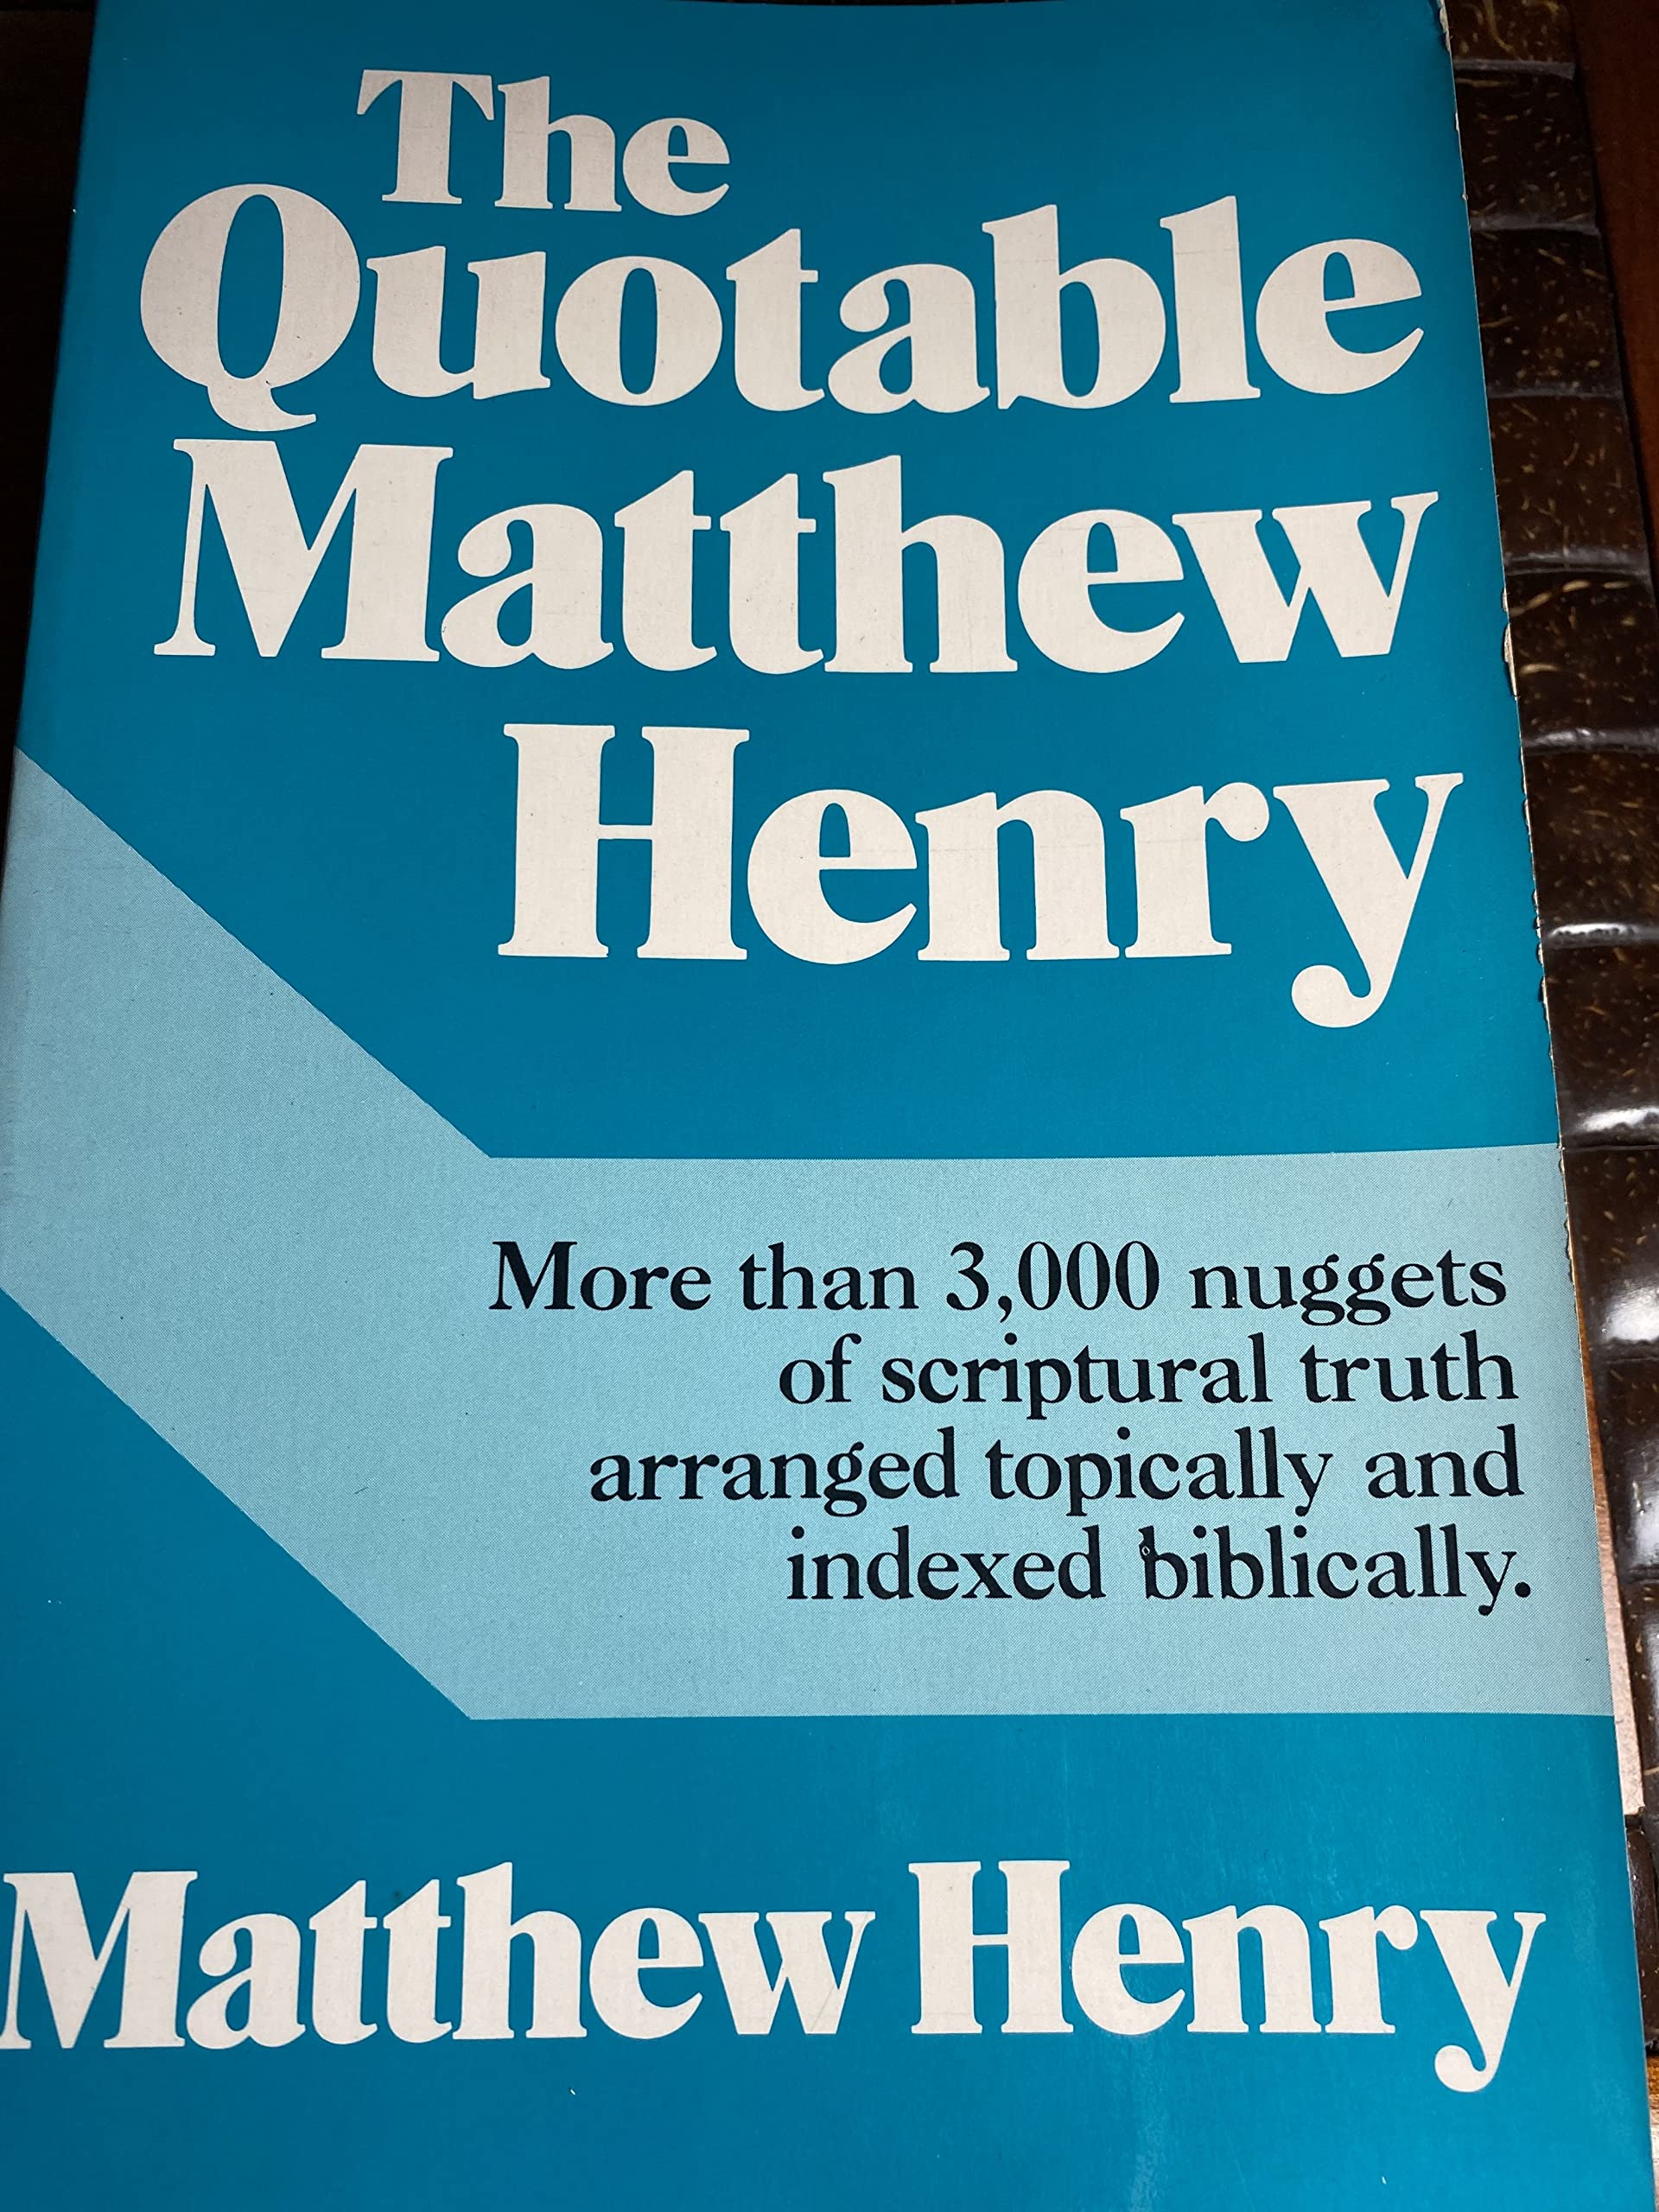 The
Quotable
Matthew
Henry
More than 3,000 nuggets
of scriptural truth
arranged topically and
indexed biblically.
Matthew Henry